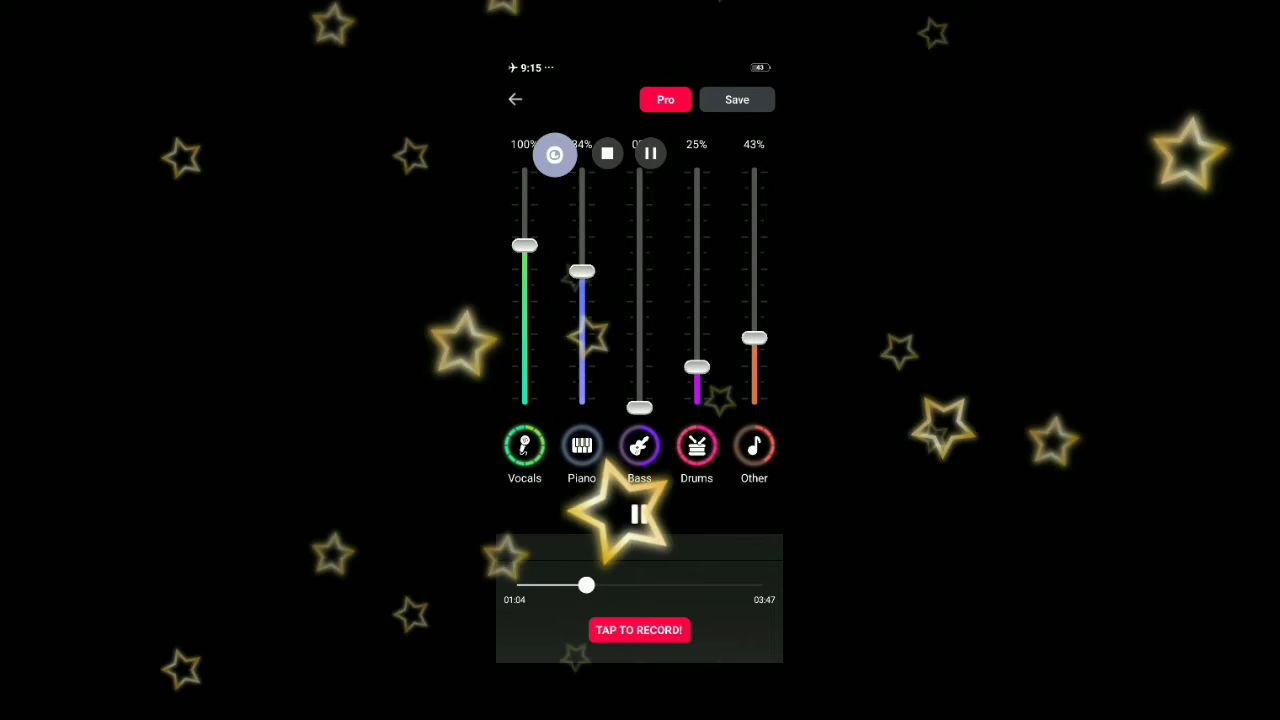 9:15 ...
63
Pro
Save
100%
25%
43%
Vocals
Piano
Bass
Drums
Other
01:04
03:47
TAP TO RECORD!